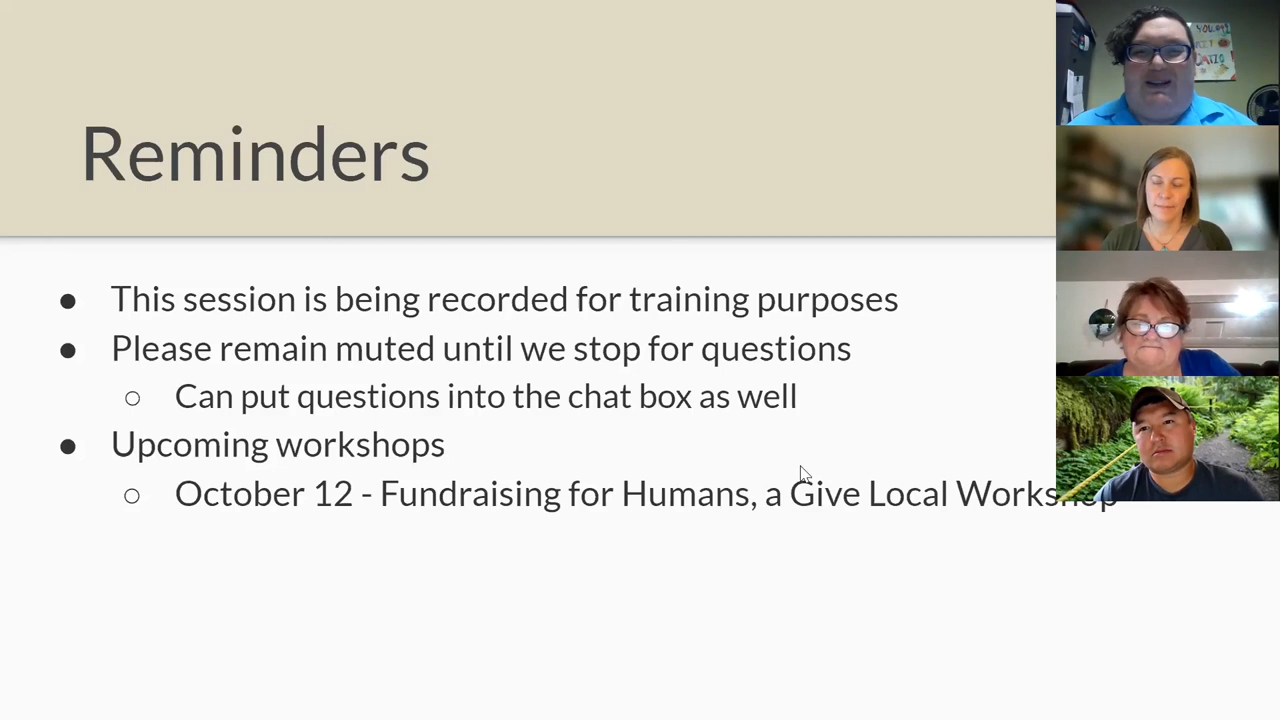 Reminders
● This session is being recorded for training purposes
● Please remain muted until we stop for questions
○ Can put questions into the chat box as well
● Upcoming workshops
○ October 12 - Fundraising for Humans, a Give Local Workshop